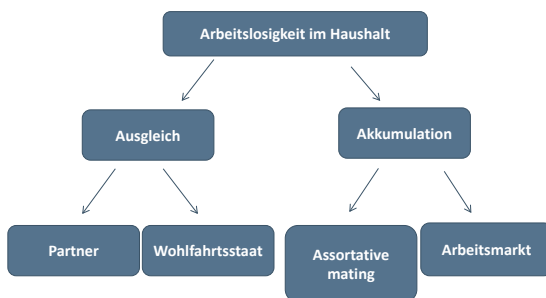 Arbeitslosigkeit im Haushalt
Ausgleich
Akkumulation
Partner
Wohlfahrtsstaat
Assortative
mating
Arbeitsmarkt